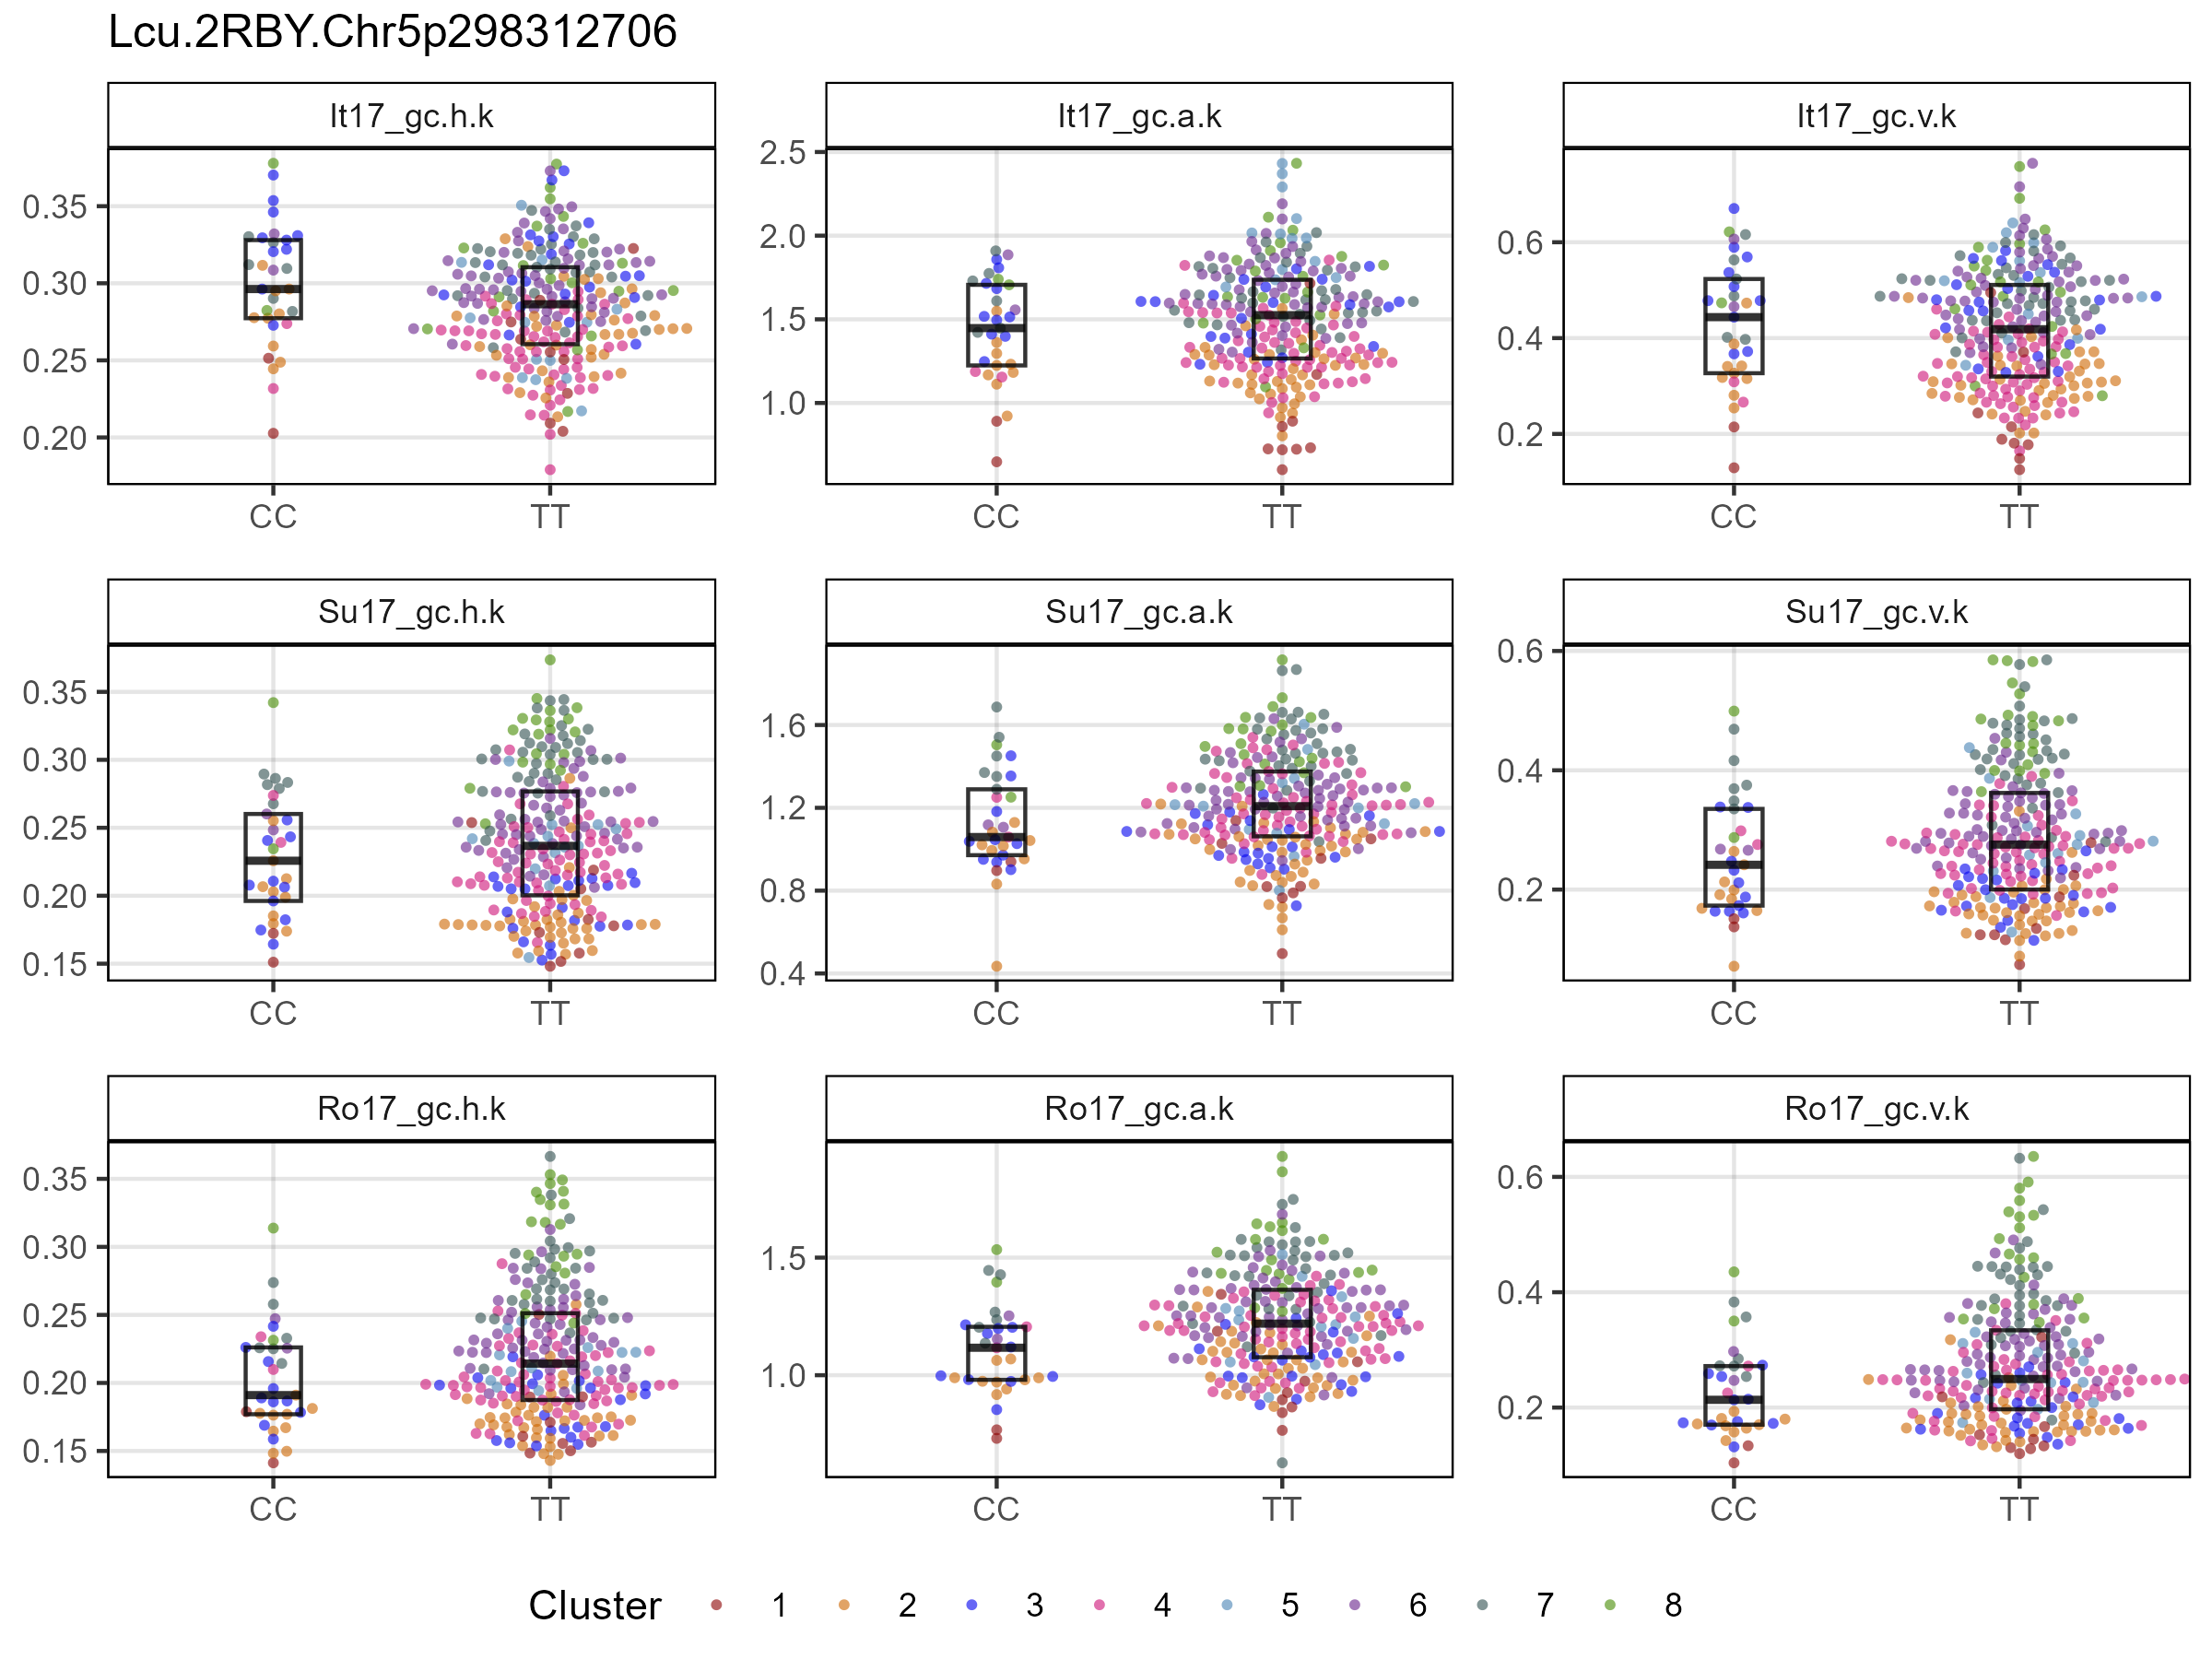 Lcu.2RBY.Chr5p298312706
It17_gc.h.k
It17_gc.a.k
It17_gc.v.k
0.35
0.30
0.25
0.20
2.5
2.0
1.5
1.0
0.6
0.4
0.2
CC
TT
CC
TT
CC
TT
Su17_gc.h.k
Su17_gc.a.k
Su17_gc.v.k
0.35
0.30
0.25
0.20
0.15
1.6
1.2
0.8
0.4
0.6
0.4
0.2
CC
TT
CC
TT
CC
TT
Ro17_gc.h.k
Ro17_gc.a.k
Ro17_gc.v.k
0.35
0.30
0.25
0.20
0.15
1.5
1.0
0.6
0.4
0.2
CC
TT
CC
TT
CC
TT
Cluster 1 2 3 4 5 6 7 8